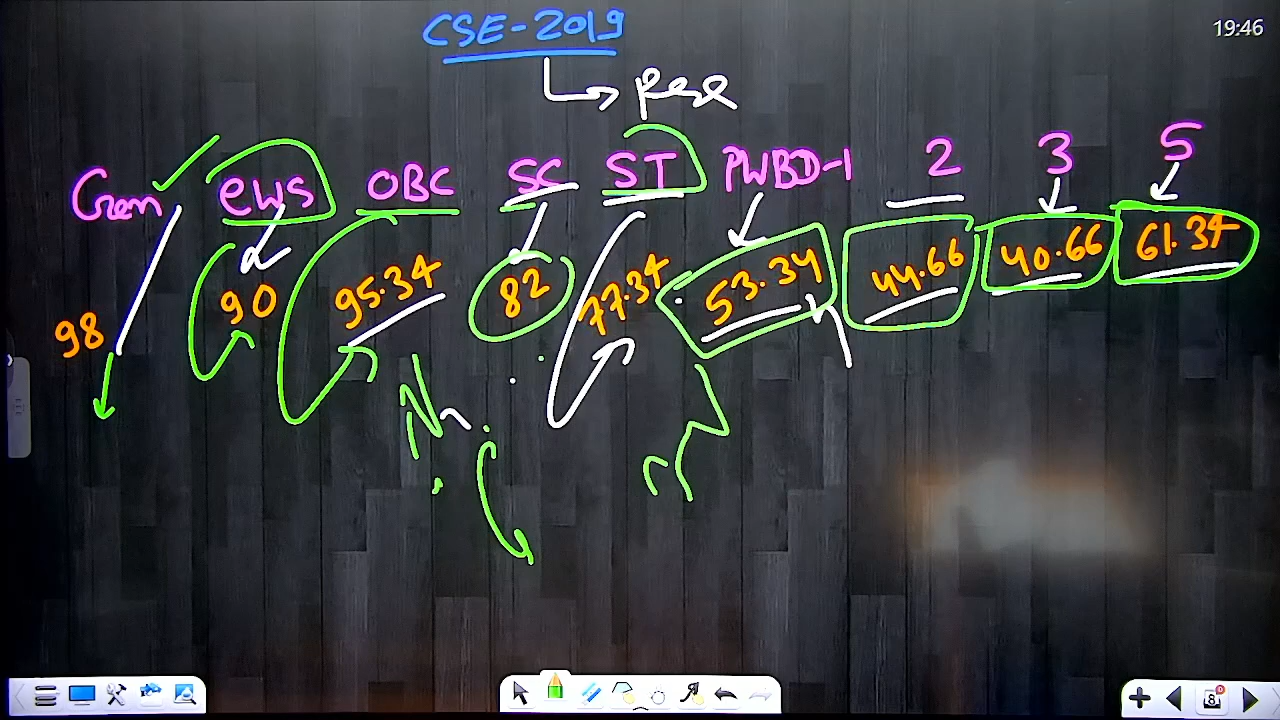 19:46
CSE-2019
Pre
Gen EWS OBC SC ST PWBD-1 2 3 5
98 90 95.34 82 77.34 53.34 44.66 40.66 61.34